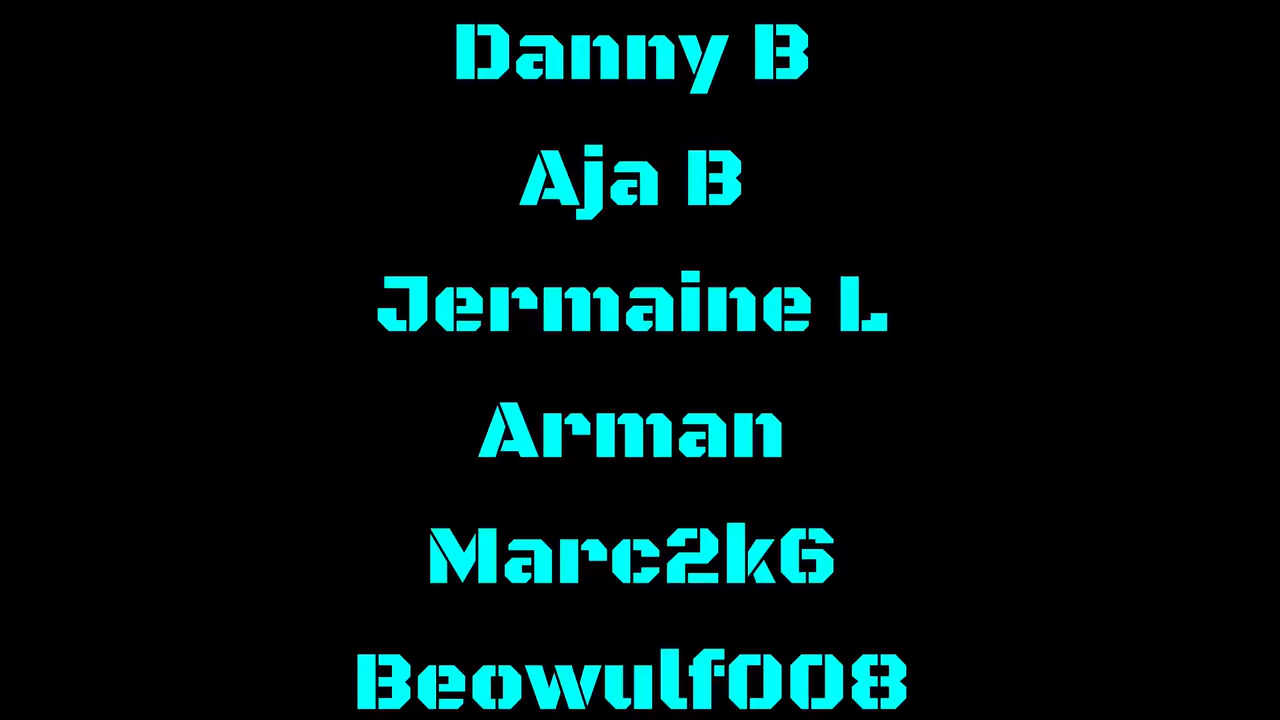 Danny B
Aja B
Jermaine L
Arman
Marc2k6
Beowulf008